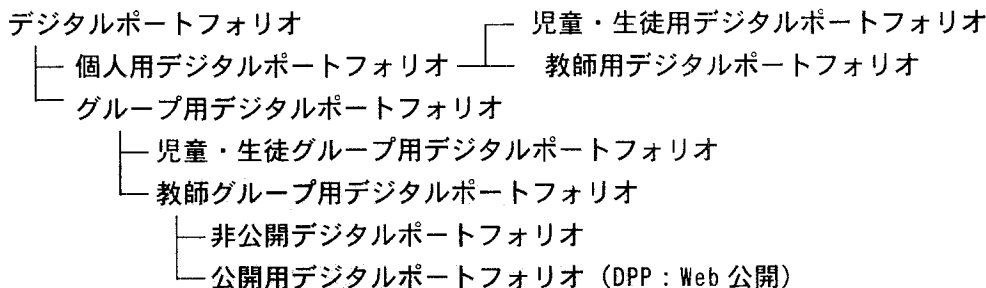 デジタルポートフォリオ
児童・生徒用デジタルポートフォリオ
個人用デジタルポートフォリオ 教師用デジタルポートフォリオ
グループ用デジタルポートフォリオ
児童・生徒グループ用デジタルポートフォリオ
教師グループ用デジタルポートフォリオ
非公開デジタルポートフォリオ
公開用デジタルポートフォリオ (DPP:Web 公開)